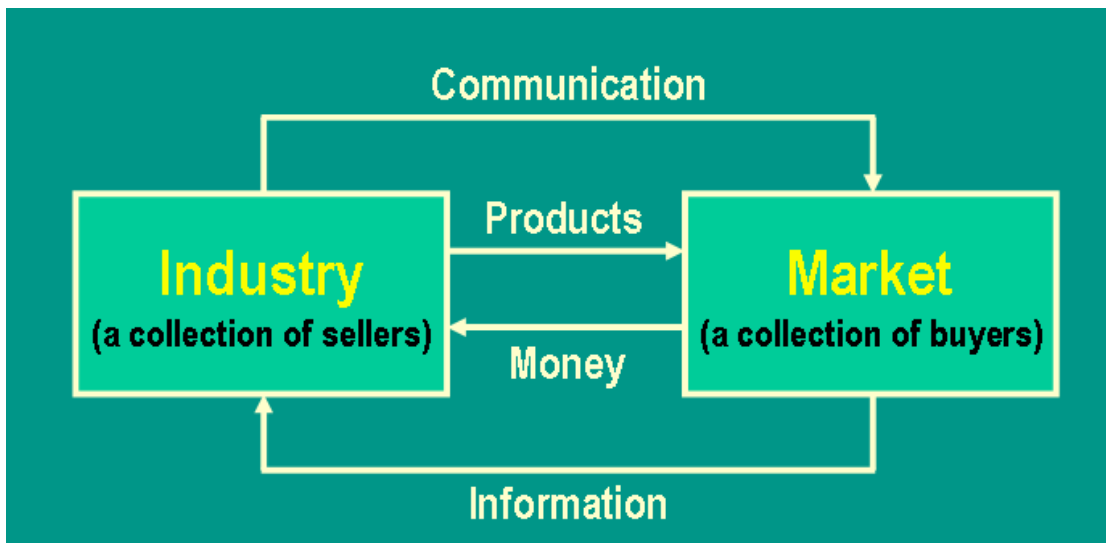 Communication
Products
Industry
(a collection of sellers)
Market
(a collection of buyers)
Money
Information